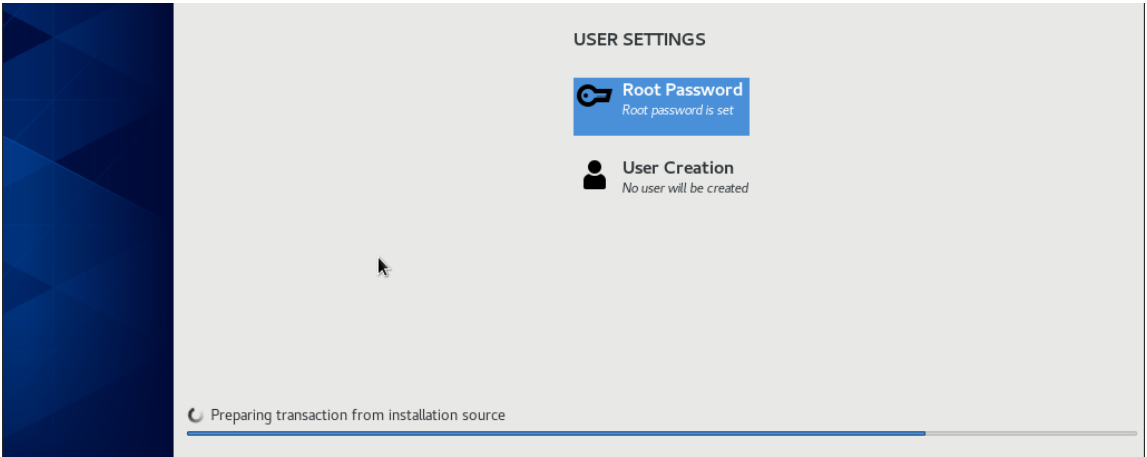 USER SETTINGS
Root Password
Root password is set
User Creation
No user will be created
Preparing transaction from installation source